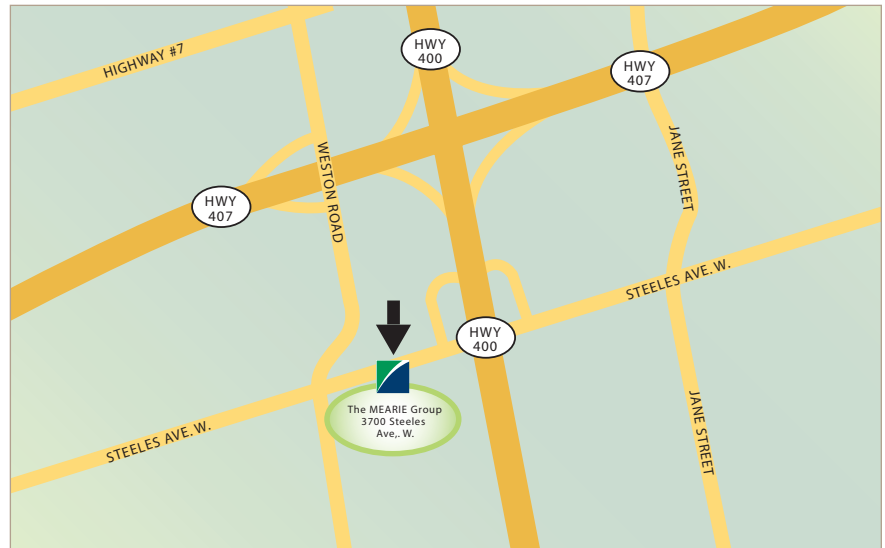 HIGHWAY #7
HWY
400
HWY
407
JANE STREET
WESTON ROAD
HWY
407
STEELES AVE. W.
HWY
400
The MEARIE Group
3700 Steeles
Ave,. W.
STEELES AVE. W.
JANE STREET